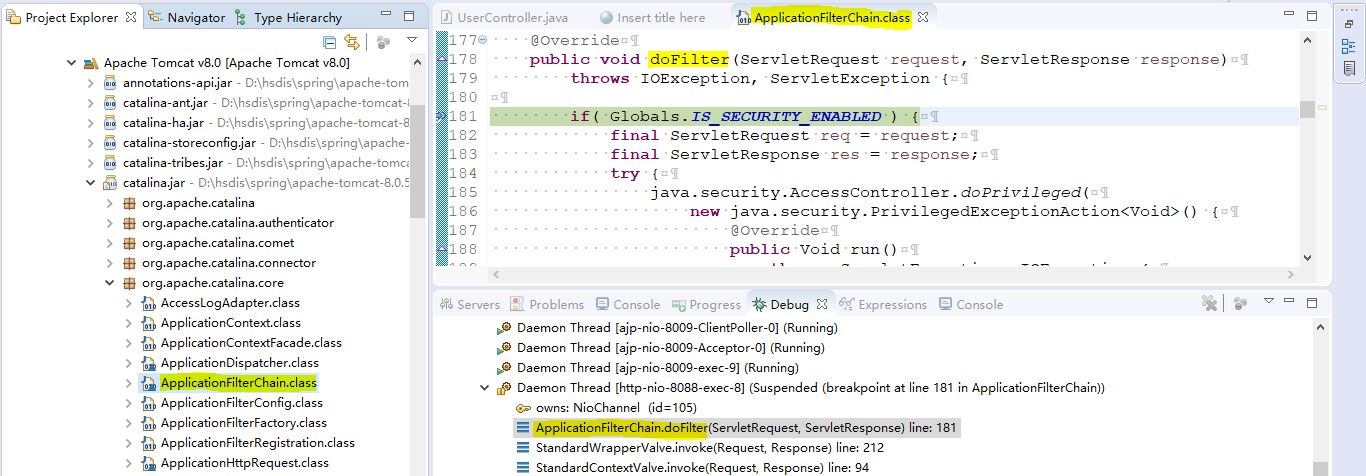 Project Explorer
Navigator
Type Hierarchy
Apache Tomcat v8.0 [Apache Tomcat v8.0]
annotations-api.jar - D:\hsdis\spring\apache-tomcat-8
catalina-ant.jar - D:\hsdis\spring\apache-tomcat-8.0
catalina-ha.jar - D:\hsdis\spring\apache-tomcat-8.0
catalina-storeconfig.jar - D:\hsdis\spring\apache-t
catalina-tribes.jar - D:\hsdis\spring\apache-tomcat
catalina.jar - D:\hsdis\spring\apache-tomcat-8.0.5
org.apache.catalina
org.apache.catalina.authenticator
org.apache.catalina.comet
org.apache.catalina.connector
org.apache.catalina.core
AccessLogAdapter.class
ApplicationContext.class
ApplicationContextFacade.class
ApplicationDispatcher.class
ApplicationFilterChain.class
ApplicationFilterConfig.class
ApplicationFilterFactory.class
ApplicationFilterRegistration.class
ApplicationHttpRequest.class
UserController.java
Insert title here
ApplicationFilterChain.class
177 @Override¤¶
178 public void doFilter(ServletRequest request, ServletResponse response)¤¶
179 throws IOException, ServletException {¤¶
180 ¤¶
181 if( Globals.IS_SECURITY_ENABLED ) {¤¶
182 final ServletRequest req = request;¤¶
183 final ServletResponse res = response;¤¶
184 try {¤¶
185 java.security.AccessController.doPrivileged(¤¶
186 new java.security.PrivilegedExceptionAction<Void>() {¤¶
187 @Override¤¶
188 public Void run()¤¶
Servers
Problems
Console
Progress
Debug
Expressions
Console
Daemon Thread [ajp-nio-8009-ClientPoller-0] (Running)
Daemon Thread [ajp-nio-8009-Acceptor-0] (Running)
Daemon Thread [ajp-nio-8009-exec-9] (Running)
Daemon Thread [http-nio-8088-exec-8] (Suspended (breakpoint at line 181 in ApplicationFilterChain))
owns: NioChannel (id=105)
ApplicationFilterChain.doFilter(ServletRequest, ServletResponse) line: 181
StandardWrapperValve.invoke(Request, Response) line: 212
StandardContextValve.invoke(Request, Response) line: 94